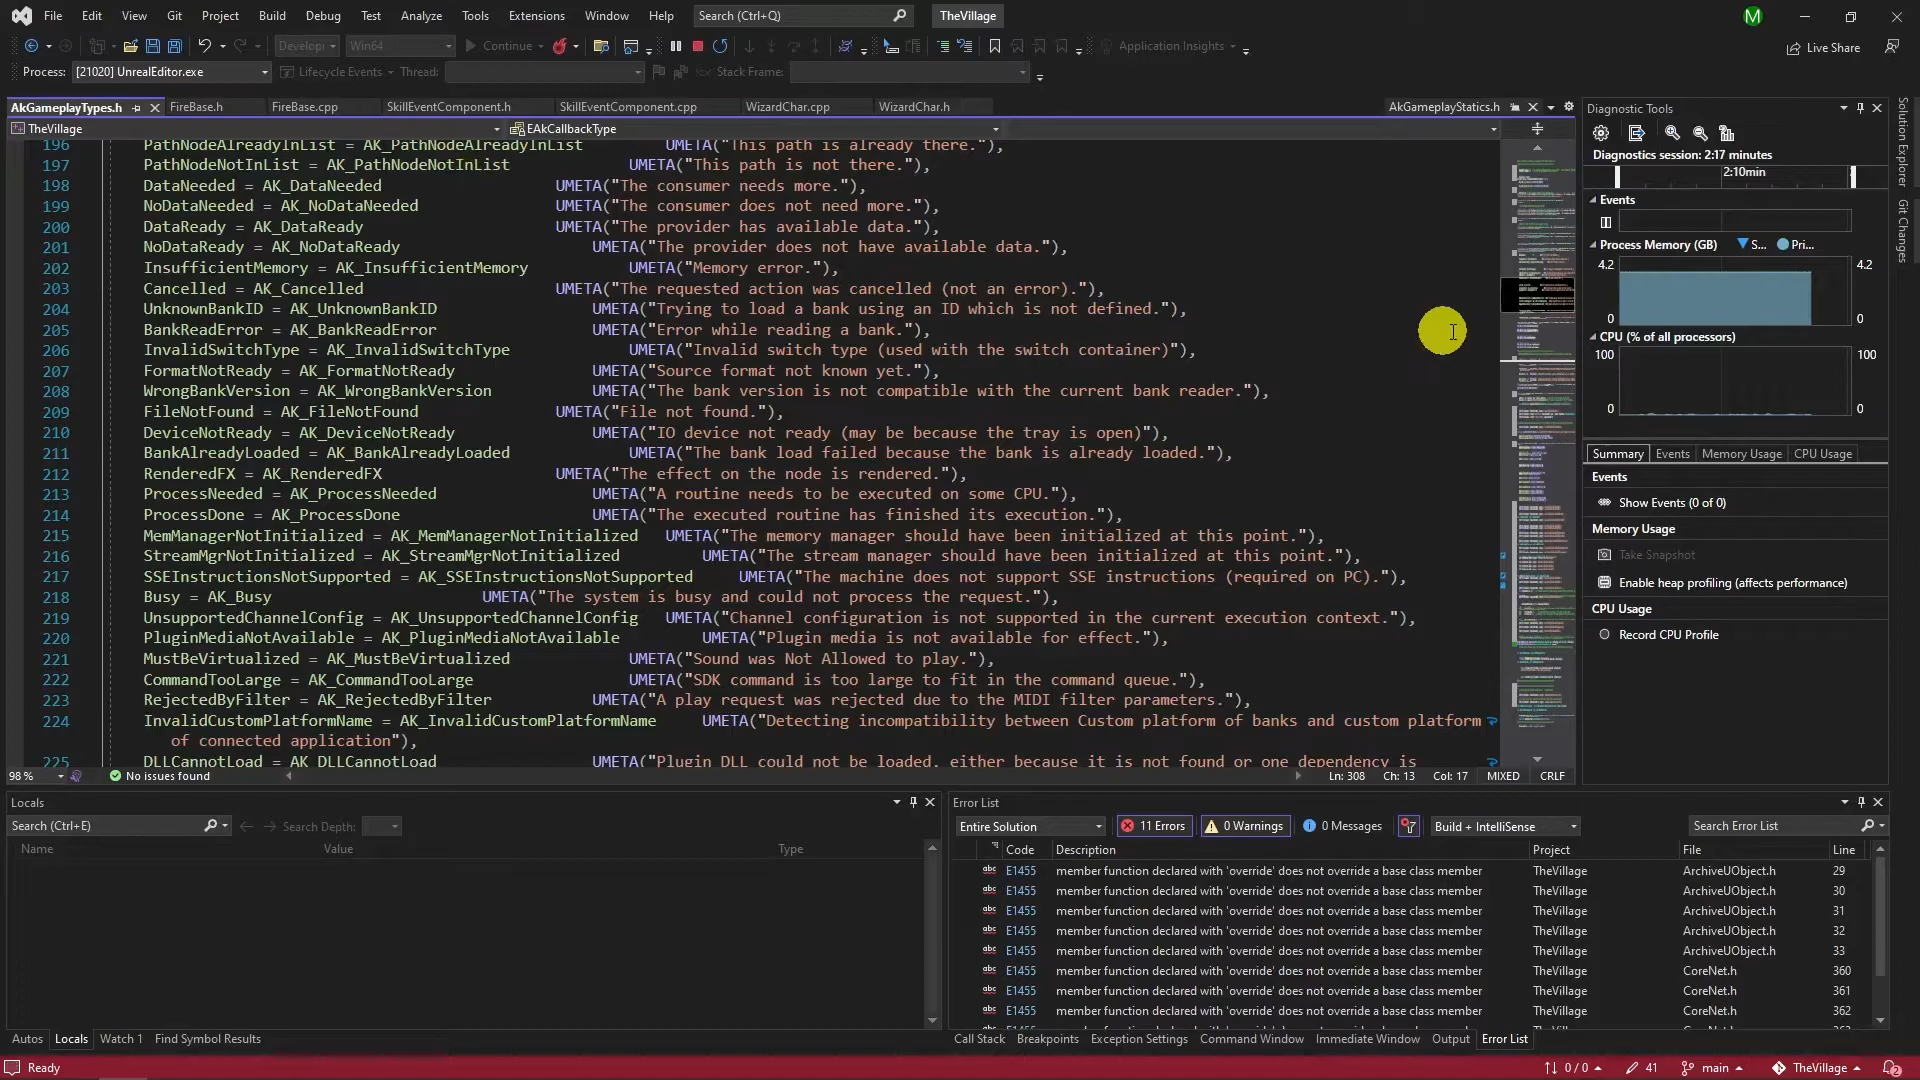 File Edit View Git Project Build Debug Test Analyze Tools Extensions Window Help Search (Ctrl+Q) TheVillage M
Develop Win64 Continue Application Insights Live Share
Process: [21020] UnrealEditor.exe Lifecycle Events Thread: Stack Frame:
AkGameplayTypes.h FireBase.h FireBase.cpp SkillEventComponent.h SkillEventComponent.cpp WizardChar.cpp WizardChar.h AkGameplayStatics.h
TheVillage EAkCallbackType
196 PathNodeAlreadyInList = AK_PathNodeAlreadyInList UMETA("This path is already there."),
197 PathNodeNotInList = AK_PathNodeNotInList UMETA("This path is not there."),
198 DataNeeded = AK_DataNeeded UMETA("The consumer needs more."),
199 NoDataNeeded = AK_NoDataNeeded UMETA("The consumer does not need more."),
200 DataReady = AK_DataReady UMETA("The provider has available data."),
201 NoDataReady = AK_NoDataReady UMETA("The provider does not have available data."),
202 InsufficientMemory = AK_InsufficientMemory UMETA("Memory error."),
203 Cancelled = AK_Cancelled UMETA("The requested action was cancelled (not an error)."),
204 UnknownBankID = AK_UnknownBankID UMETA("Trying to load a bank using an ID which is not defined."),
205 BankReadError = AK_BankReadError UMETA("Error while reading a bank."),
206 InvalidSwitchType = AK_InvalidSwitchType UMETA("Invalid switch type (used with the switch container)"),
207 FormatNotReady = AK_FormatNotReady UMETA("Source format not known yet."),
208 WrongBankVersion = AK_WrongBankVersion UMETA("The bank version is not compatible with the current bank reader."),
209 FileNotFound = AK_FileNotFound UMETA("File not found."),
210 DeviceNotReady = AK_DeviceNotReady UMETA("IO device not ready (may be because the tray is open)"),
211 BankAlreadyLoaded = AK_BankAlreadyLoaded UMETA("The bank load failed because the bank is already loaded."),
212 RenderedFX = AK_RenderedFX UMETA("The effect on the node is rendered."),
213 ProcessNeeded = AK_ProcessNeeded UMETA("A routine needs to be executed on some CPU."),
214 ProcessDone = AK_ProcessDone UMETA("The executed routine has finished its execution."),
215 MemManagerNotInitialized = AK_MemManagerNotInitialized UMETA("The memory manager should have been initialized at this point."),
216 StreamMgrNotInitialized = AK_StreamMgrNotInitialized UMETA("The stream manager should have been initialized at this point."),
217 SSEInstructionsNotSupported = AK_SSEInstructionsNotSupported UMETA("The machine does not support SSE instructions (required on PC)."),
218 Busy = AK_Busy UMETA("The system is busy and could not process the request."),
219 UnsupportedChannelConfig = AK_UnsupportedChannelConfig UMETA("Channel configuration is not supported in the current execution context."),
220 PluginMediaNotAvailable = AK_PluginMediaNotAvailable UMETA("Plugin media is not available for effect."),
221 MustBeVirtualized = AK_MustBeVirtualized UMETA("Sound was Not Allowed to play."),
222 CommandTooLarge = AK_CommandTooLarge UMETA("SDK command is too large to fit in the command queue."),
223 RejectedByFilter = AK_RejectedByFilter UMETA("A play request was rejected due to the MIDI filter parameters."),
224 InvalidCustomPlatformName = AK_InvalidCustomPlatformName UMETA("Detecting incompatibility between Custom platform of banks and custom platform
of connected application"),
225 DLLCannotLoad = AK_DLLCannotLoad UMETA("Plugin DLL could not be loaded, either because it is not found or one dependency is
98 % No issues found Ln: 308 Ch: 13 Col: 17 MIXED CRLF
Diagnostic Tools
Diagnostics session: 2:17 minutes
2:10min
Events
Process Memory (GB) S... Pri...
4.2 4.2
0 0
CPU (% of all processors)
100 100
0 0
Summary Events Memory Usage CPU Usage
Events
Show Events (0 of 0)
Memory Usage
Take Snapshot
Enable heap profiling (affects performance)
CPU Usage
Record CPU Profile
Solution Explorer
Git Changes
Locals
Search (Ctrl+E) Search Depth:
Name Value Type
Autos Locals Watch 1 Find Symbol Results
Error List
Entire Solution 11 Errors 0 Warnings 0 Messages Build + IntelliSense Search Error List
Code Description Project File Line
abc E1455 member function declared with 'override' does not override a base class member TheVillage ArchiveUObject.h 29
abc E1455 member function declared with 'override' does not override a base class member TheVillage ArchiveUObject.h 30
abc E1455 member function declared with 'override' does not override a base class member TheVillage ArchiveUObject.h 31
abc E1455 member function declared with 'override' does not override a base class member TheVillage ArchiveUObject.h 32
abc E1455 member function declared with 'override' does not override a base class member TheVillage ArchiveUObject.h 33
abc E1455 member function declared with 'override' does not override a base class member TheVillage CoreNet.h 360
abc E1455 member function declared with 'override' does not override a base class member TheVillage CoreNet.h 361
abc E1455 member function declared with 'override' does not override a base class member TheVillage CoreNet.h 362
Call Stack Breakpoints Exception Settings Command Window Immediate Window Output Error List
Ready 0 / 0 41 main TheVillage 2